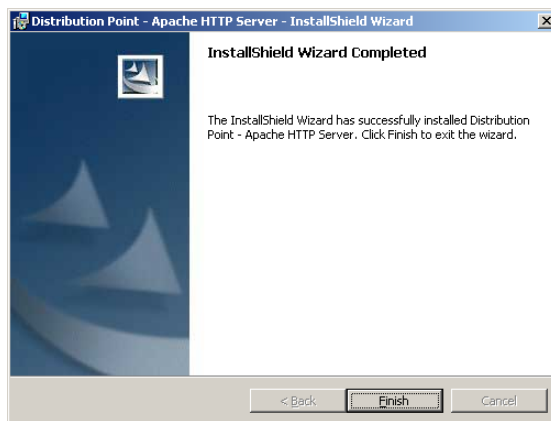 Distribution Point - Apache HTTP Server - InstallShield Wizard
InstallShield Wizard Completed
The InstallShield Wizard has successfully installed Distribution
Point - Apache HTTP Server. Click Finish to exit the wizard.
< Back
Finish
Cancel